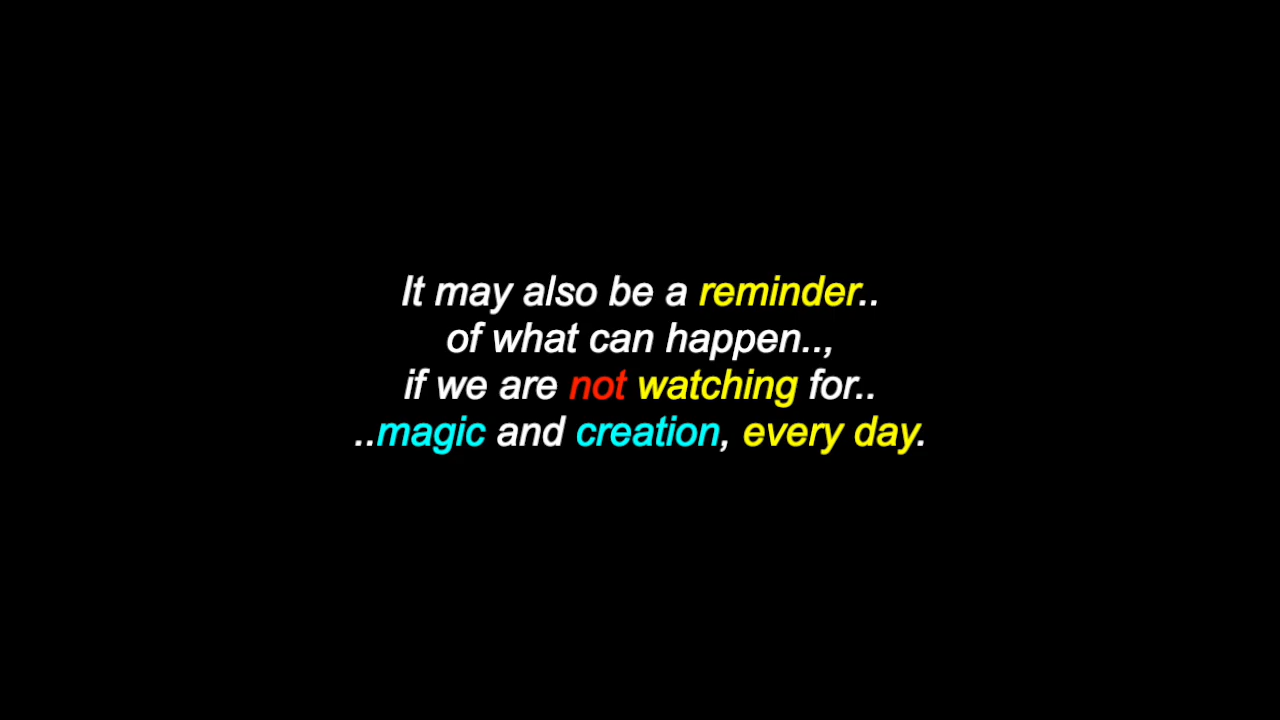 It may also be a reminder..
of what can happen..,
if we are not watching for..
..magic and creation, every day.